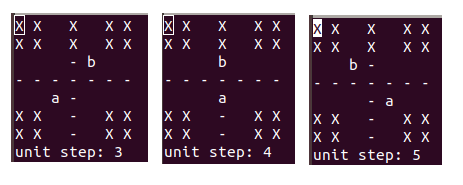 X X   X   X X
X X   X   X X
      - b
- - - - - - -
    a -
X X   -   X X
X X   -   X X
unit step: 3
X X   X   X X
X X   X   X X
      b
- - - - - - -
      a
X X   -   X X
X X   -   X X
unit step: 4
X X   X   X X
X X   X   X X
    b -
- - - - - - -
      - a
X X   -   X X
X X   -   X X
unit step: 5